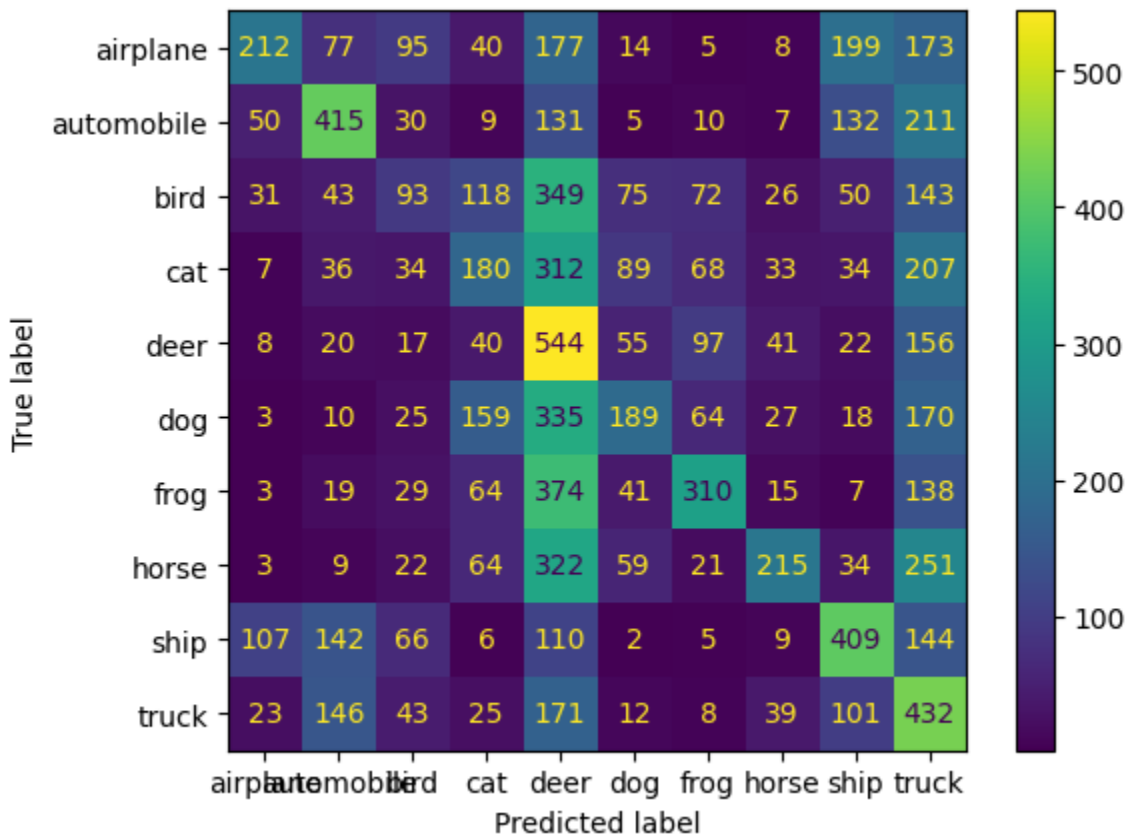 airplane 212 77 95 40 177 14 5 8 199 173
automobile 50 415 30 9 131 5 10 7 132 211
bird 31 43 93 118 349 75 72 26 50 143
cat 7 36 34 180 312 89 68 33 34 207
deer 8 20 17 40 544 55 97 41 22 156
dog 3 10 25 159 335 189 64 27 18 170
frog 3 19 29 64 374 41 310 15 7 138
horse 3 9 22 64 322 59 21 215 34 251
ship 107 142 66 6 110 2 5 9 409 144
truck 23 146 43 25 171 12 8 39 101 432
airplane automobile bird cat deer dog frog horse ship truck
Predicted label
True label
500
400
300
200
100